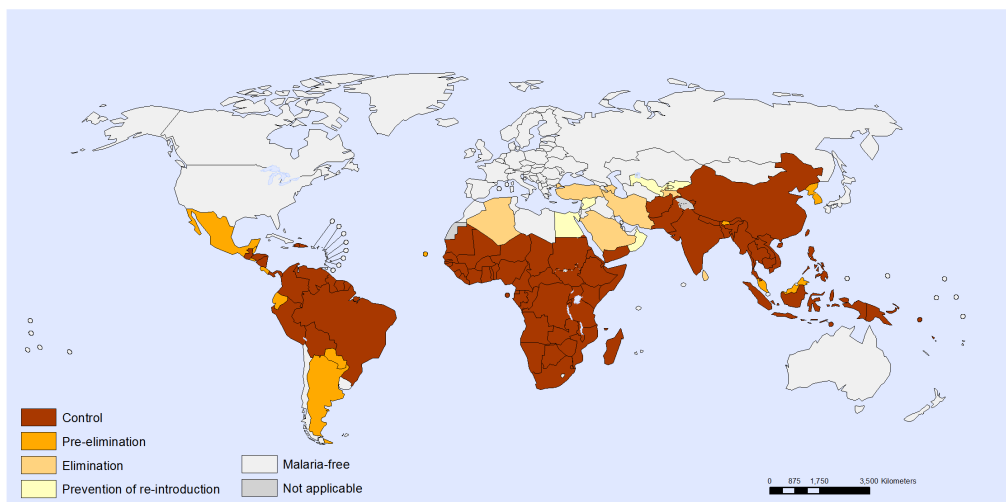 Control
Pre-elimination
Elimination
Prevention of re-introduction
Malaria-free
Not applicable
0 875 1,750 3,500 Kilometers